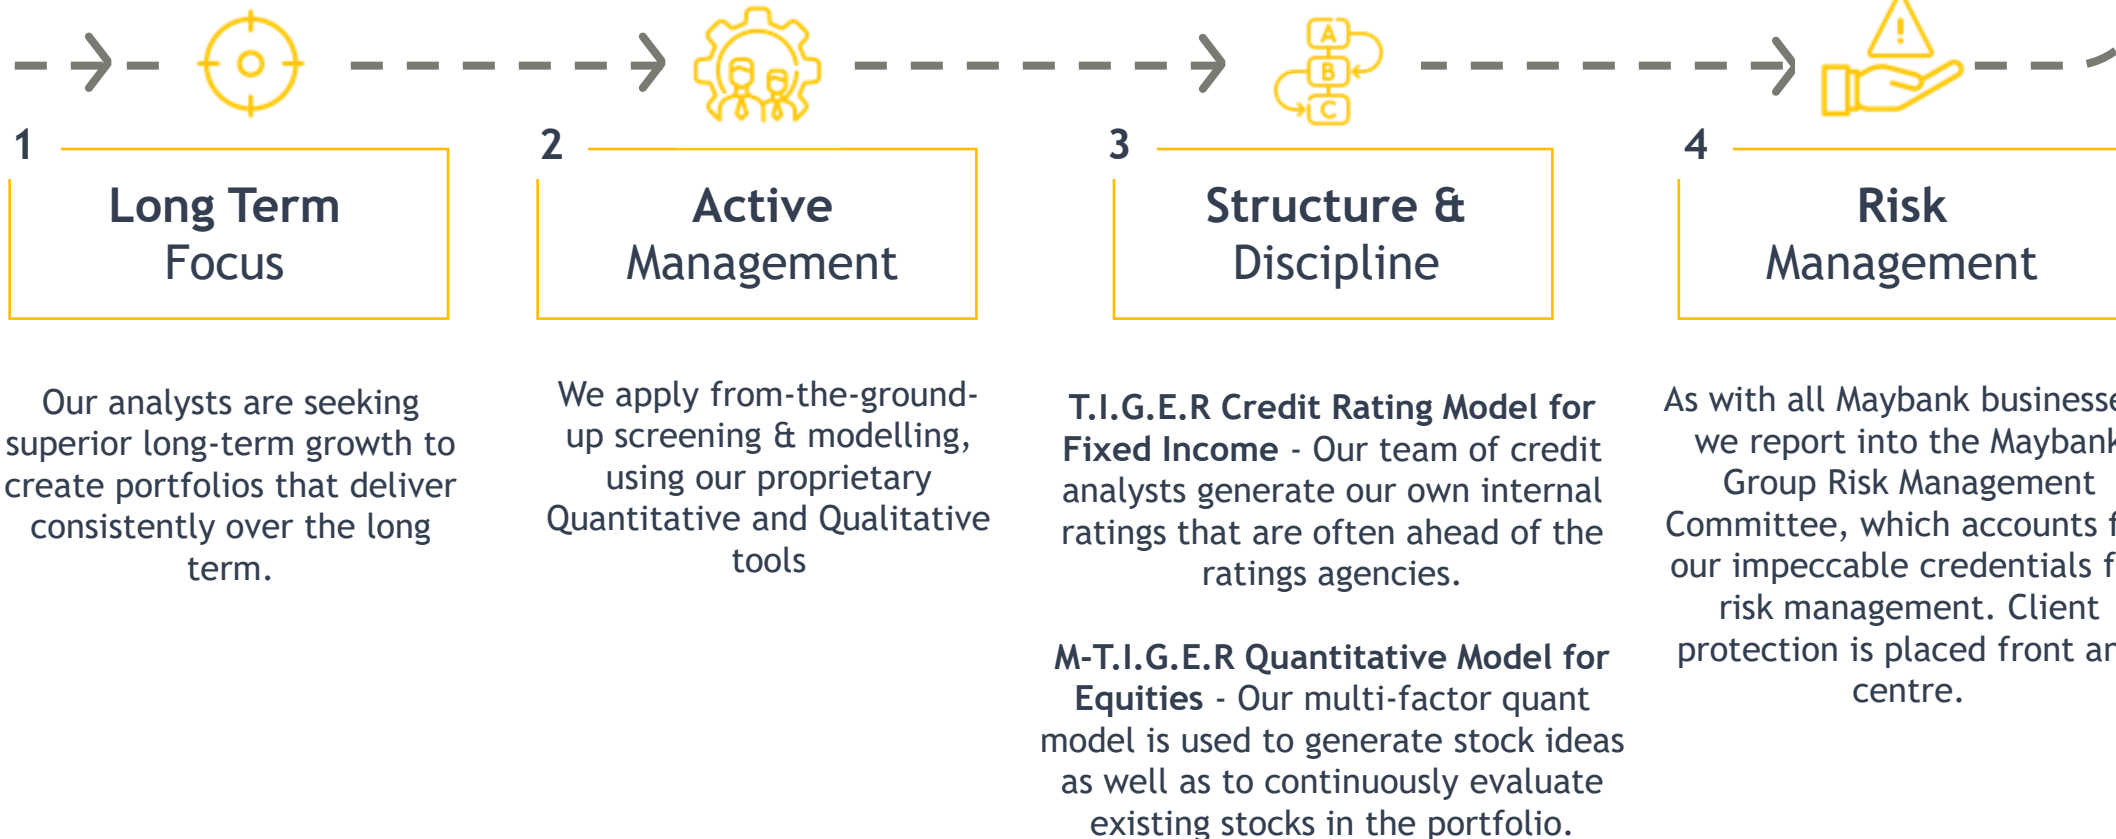 A
B
C
1
Long Term
Focus
Our analysts are seeking
superior long-term growth to
create portfolios that deliver
consistently over the long
term.
2
Active
Management
We apply from-the-ground-
up screening & modelling,
using our proprietary
Quantitative and Qualitative
tools
3
Structure &
Discipline
T.I.G.E.R Credit Rating Model for
Fixed Income - Our team of credit
analysts generate our own internal
ratings that are often ahead of the
ratings agencies.
M-T.I.G.E.R Quantitative Model for
Equities - Our multi-factor quant
model is used to generate stock ideas
as well as to continuously evaluate
existing stocks in the portfolio.
4
Risk
Management
As with all Maybank
we report into the Maybank
Group Risk Management
Committee, which accounts
our impeccable credentials
risk management. Client
protection is placed front
centre.